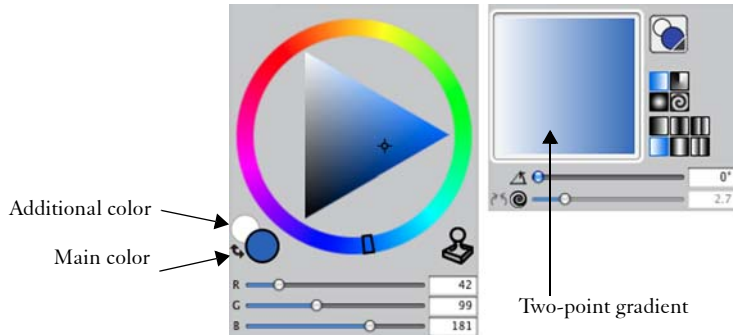 0°
2.7
Additional color
Main color
R 42
G 99
B 181
Two-point gradient